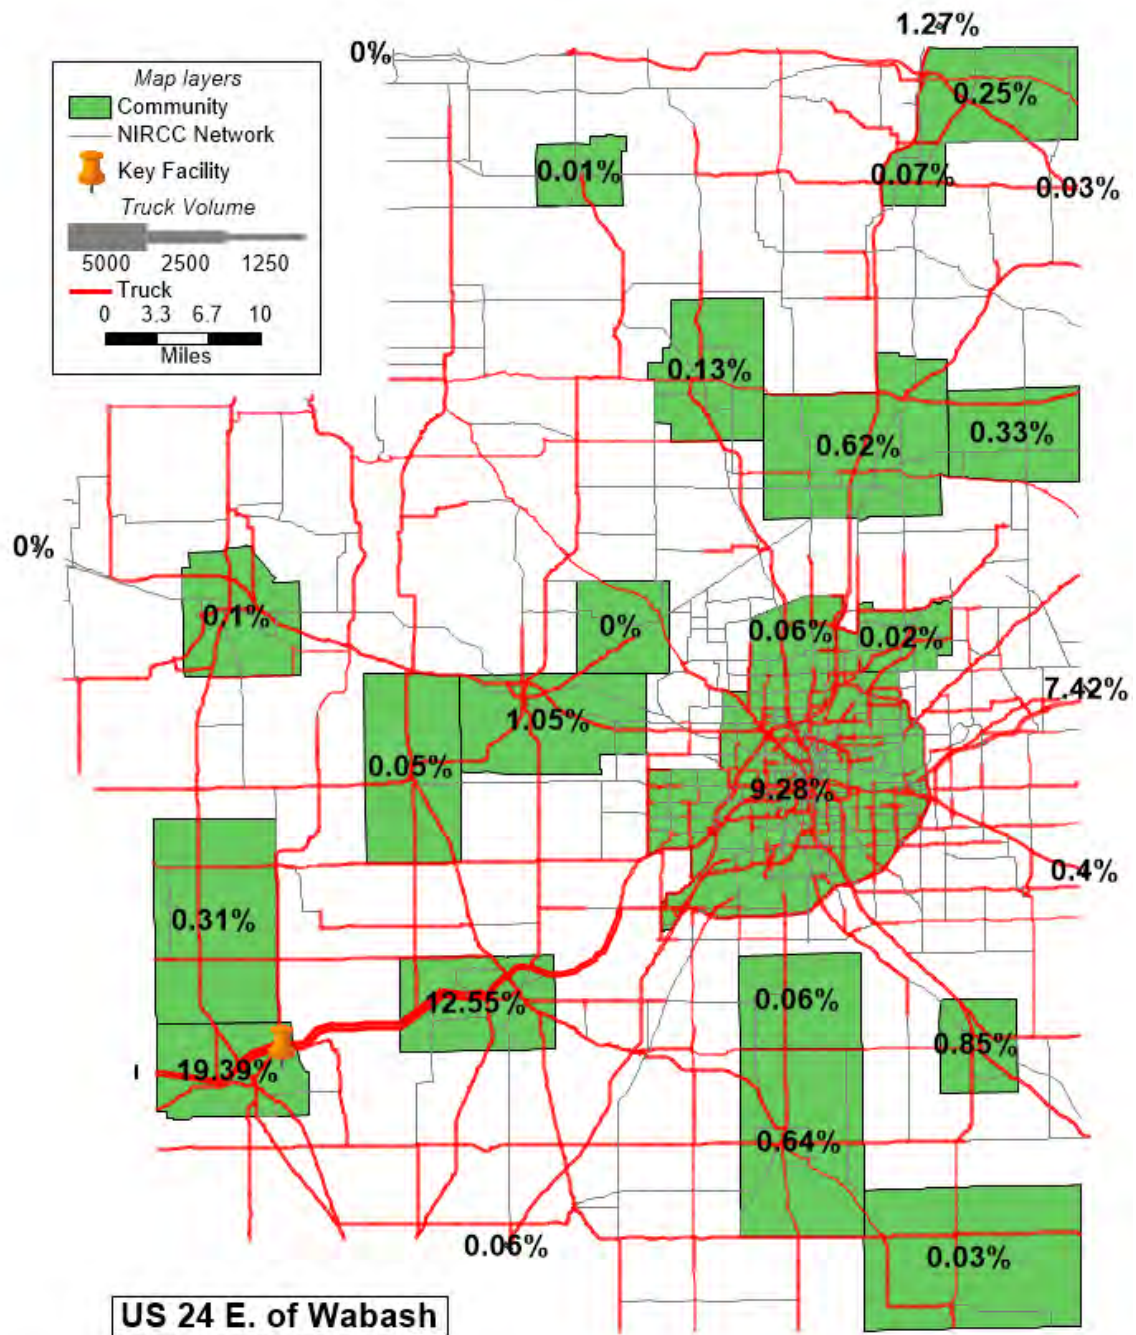 1.27%
0%
Map layers
Community
NIRCC Network
Key Facility
Truck Volume
5000 2500 1250
Truck
0 3.3 6.7 10
Miles
0.25%
0.01%
0.07%
0.03%
0.13%
0.62%
0.33%
0%
0.1%
0%
0.06%
0.02%
7.42%
1.05%
0.05%
9.28%
0.4%
0.31%
12.55%
0.06%
0.85%
19.39%
0.64%
0.06%
0.03%
US 24 E. of Wabash